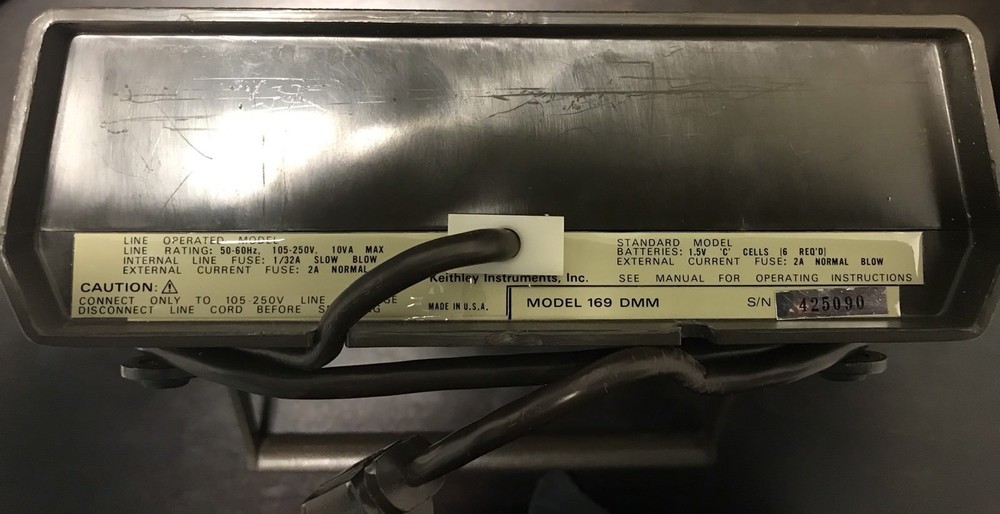 LINE OPERATED MODEL
LINE RATING: 50-60Hz, 105-250V, 10VA MAX
INTERNAL LINE FUSE: 1/32A SLOW BLOW
EXTERNAL CURRENT FUSE: 2A NORMAL
CAUTION: ⚠
CONNECT ONLY TO 105-250V LINE
DISCONNECT LINE CORD BEFORE
Keithley Instruments, Inc.
MADE IN U.S.A.
STANDARD MODEL
BATTERIES: 1.5V "C" CELLS |6 REQ'D|
EXTERNAL CURRENT FUSE: 2A NORMAL BLOW
SEE MANUAL FOR OPERATING INSTRUCTIONS
MODEL 169 DMM S/N 425090